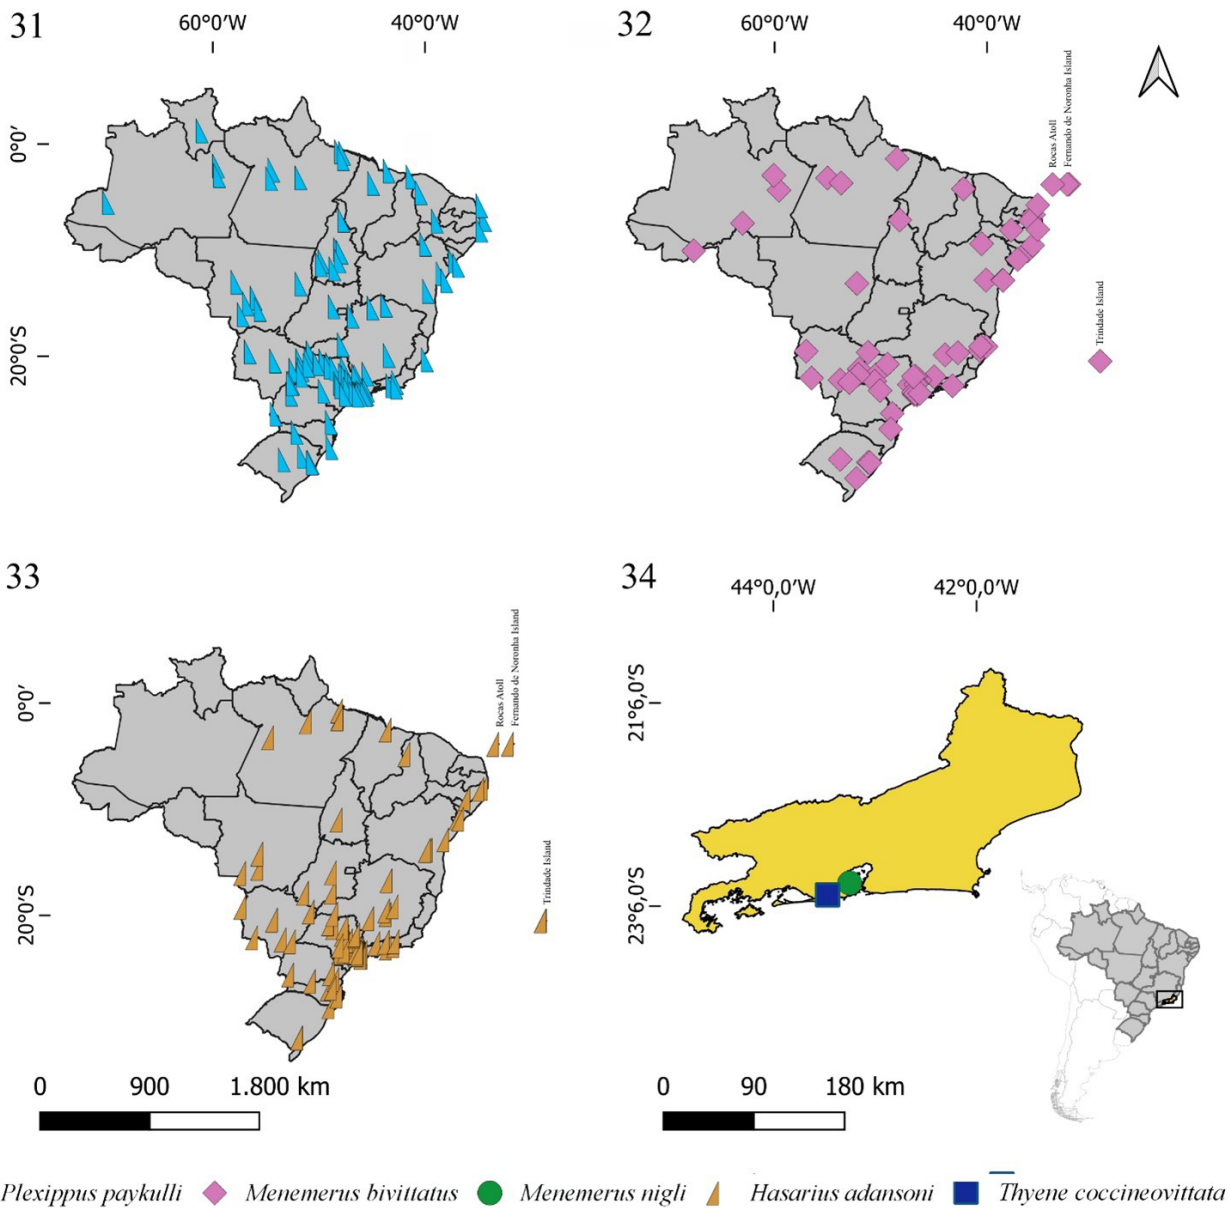 31
60°0'W 40°0'W
0°0'
20°0'S
32
60°0'W 40°0'W
Rocas Atoll
Fernando de Noronha Island
Trindade Island
33
0°0'
20°0'S
Rocas Atoll
Fernando de Noronha Island
Trindade Island
0 900 1.800 km
34
44°0,0'W 42°0,0'W
21°6,0'S
23°6,0'S
0 90 180 km
Plexippus paykulli Menemerus bivittatus Menemerus nigli Hasarius adansoni Thyene coccineovittata